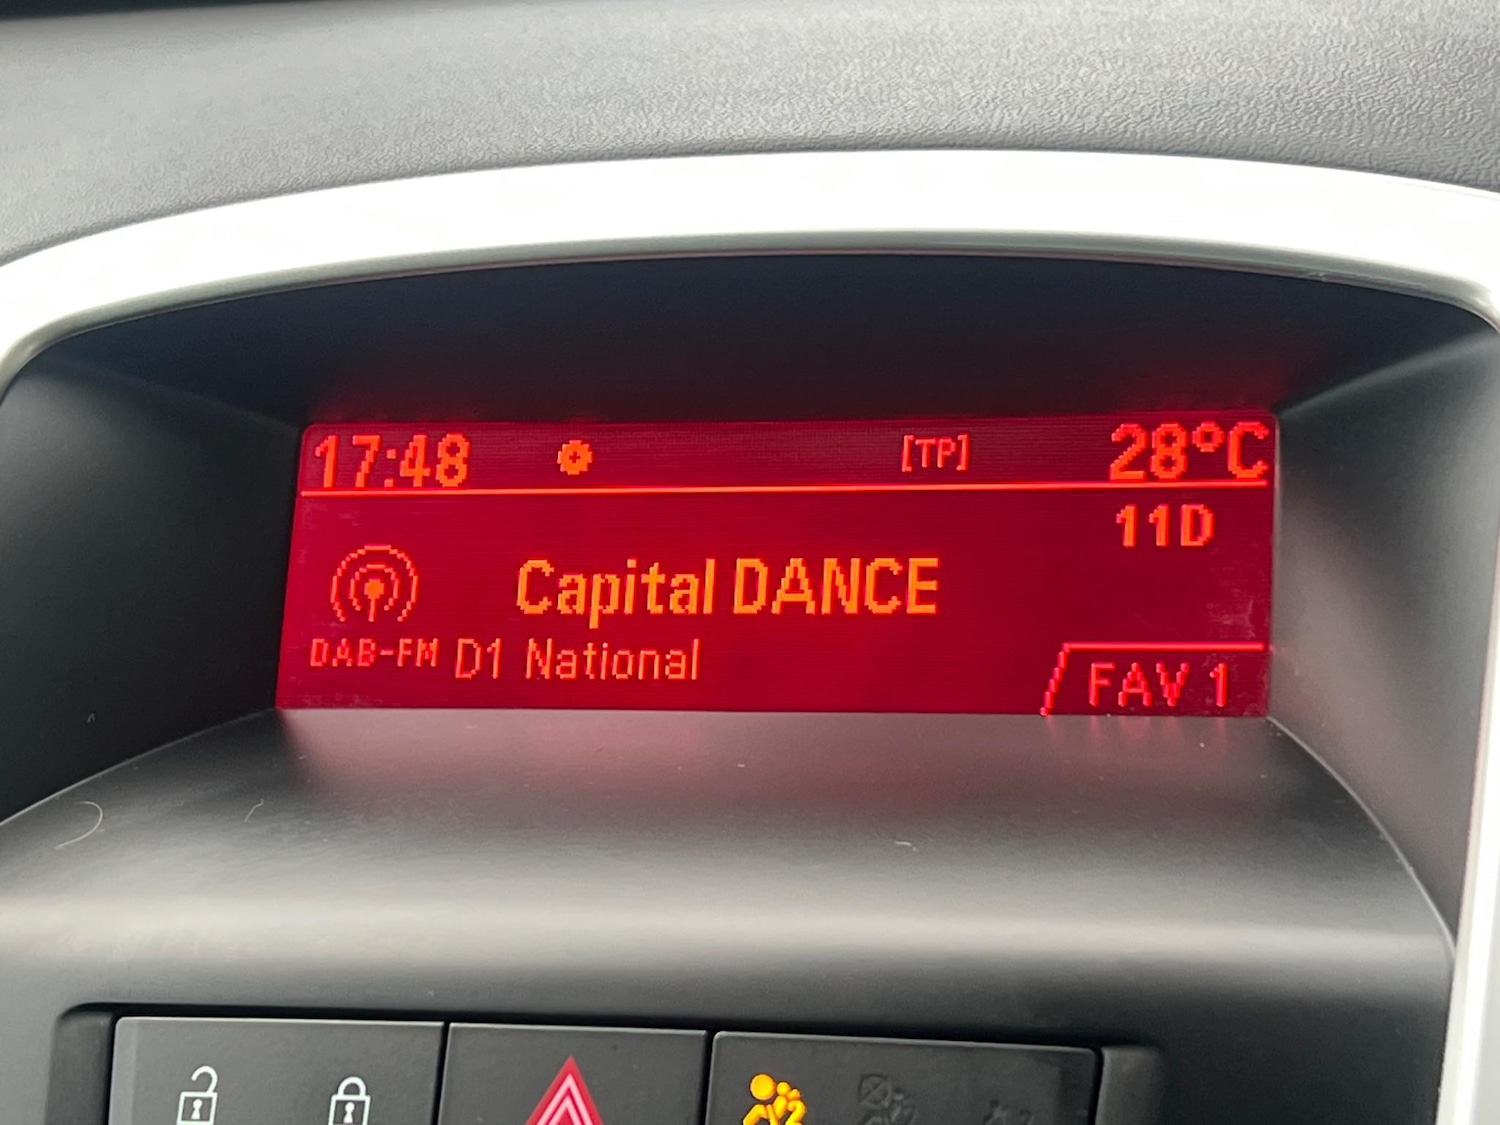 17:48 [TP] 28°C
11D
Capital DANCE
DAB-FM D1 National
FAV 1